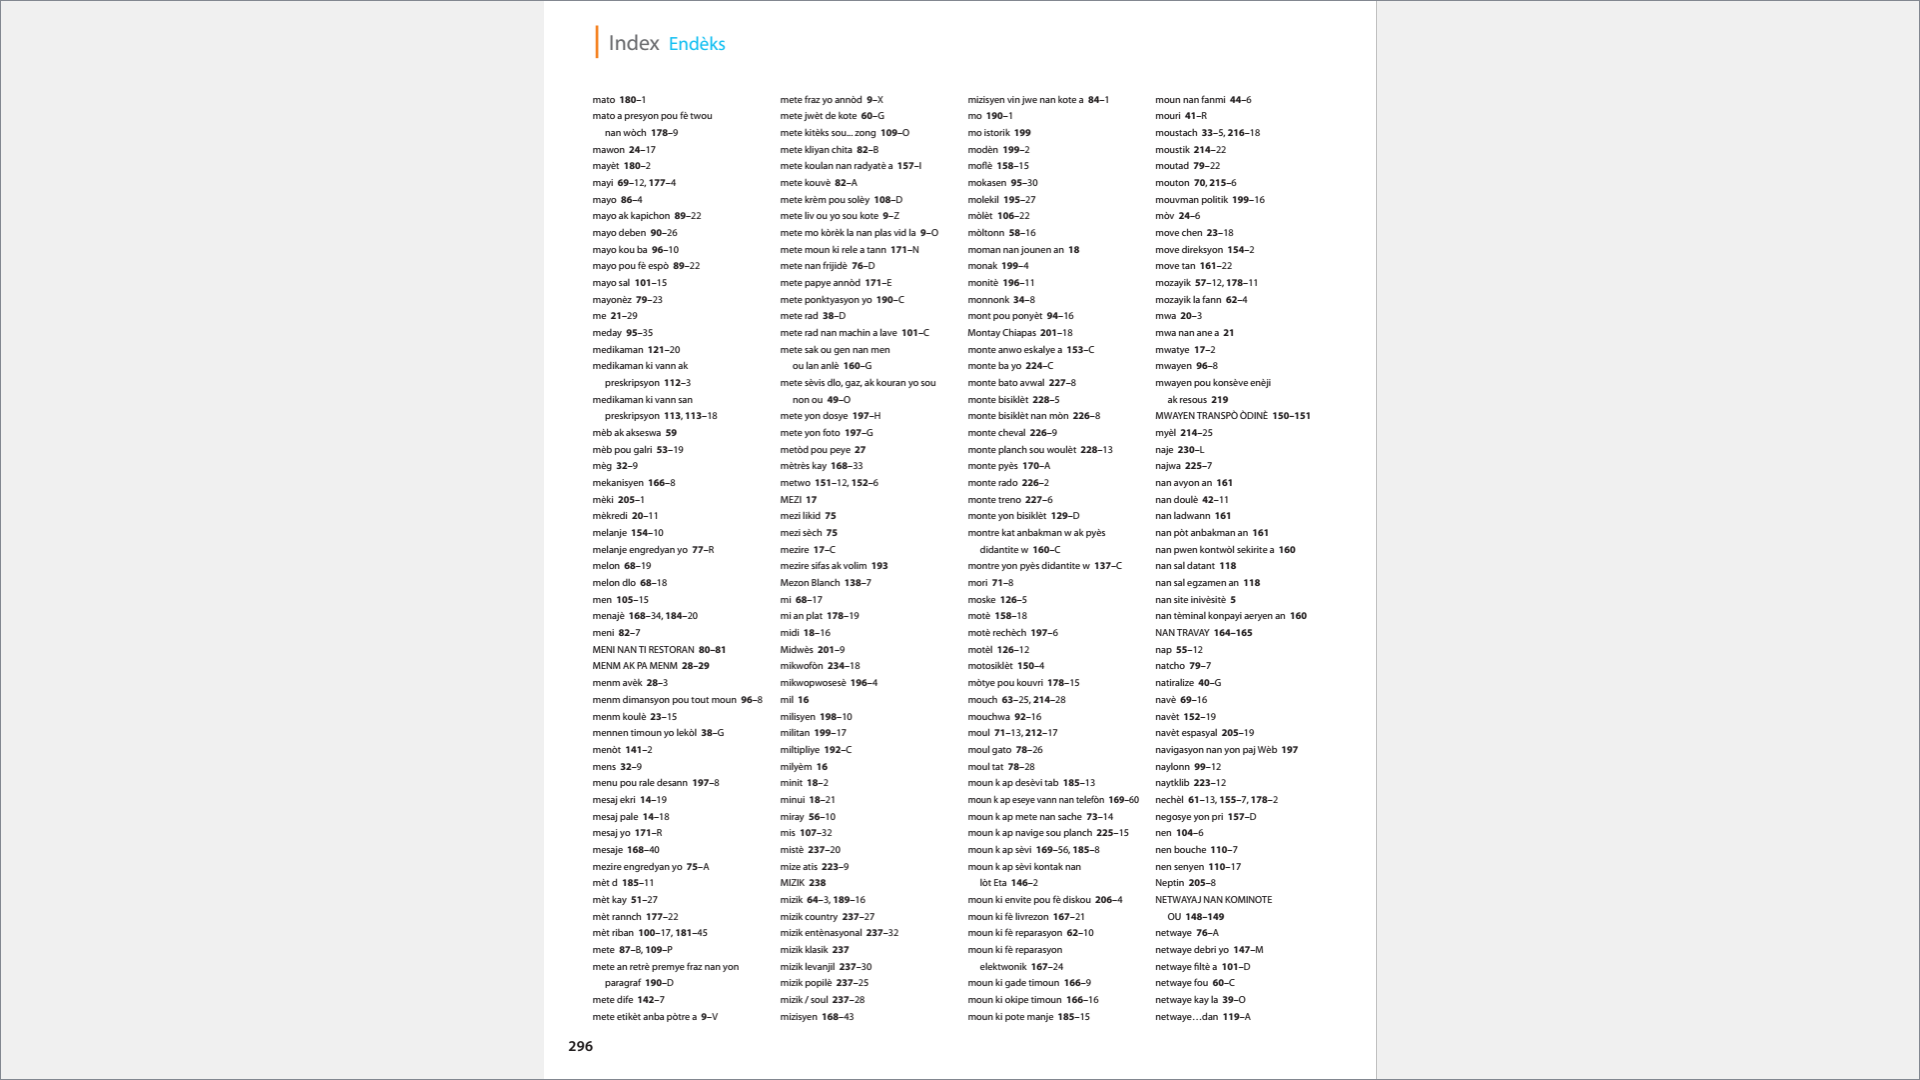 Index Endèks
mato 180–1
mato a presyon pou fè twou
nan wòch 178–9
mawon 24–17
mayèt 180–2
mayi 69–12, 177–4
mayo 86–4
mayo ak kapichon 89–22
mayo deben 90–26
mayo kou ba 96–10
mayo pou fè espò 89–22
mayo sal 101–15
mayonèz 79–23
me 21–29
meday 95–35
medikaman 121–20
medikaman ki vann ak
preskripsyon 112–3
medikaman ki vann san
preskripsyon 113, 113–18
mèb ak akseswa 59
mèb pou galri 53–19
mèg 32–9
mekanisyen 166–8
mèki 205–1
mèkredi 20–11
melanje 154–10
melanje engredyan yo 77–R
melon 68–19
melon dlo 68–18
men 105–15
menajè 168–34, 184–20
meni 82–7
MENI NAN TI RESTORAN 80–81
MENM AK PA MENM 28–29
menm avèk 28–3
menm dimansyon pou tout moun 96–8
menm koulè 23–15
mennen timoun yo lekòl 38–G
menòt 141–2
mens 32–9
menu pou rale desann 197–8
mesaj ekri 14–19
mesaj pale 14–18
mesaj yo 171–R
mesaje 168–40
mezire engredyan yo 75–A
mèt d 185–11
mèt kay 51–27
mèt rannch 177–22
mèt riban 100–17, 181–45
mete 87–B, 109–P
mete an retrè premye fraz nan yon
paragraf 190–D
mete dife 142–7
mete etikèt anba pòtre a 9–V
mete fraz yo annòd 9–X
mete jwèt de kote 60–G
mete kitèks sou... zong 109–O
mete kliyan chita 82–B
mete koulan nan radyatè a 157–I
mete kouvè 82–A
mete krèm pou solèy 108–D
mete liv ou yo sou kote 9–Z
mete mo kòrèk la nan plas vid la 9–O
mete moun ki rele a tann 171–N
mete nan frijidè 76–D
mete papye annòd 171–E
mete ponktyasyon yo 190–C
mete rad 38–D
mete rad nan machin a lave 101–C
mete sak ou gen nan men
ou lan anlè 160–G
mete sèvis dlo, gaz, ak kouran yo sou
non ou 49–O
mete yon dosye 197–H
mete yon foto 197–G
metòd pou peye 27
mètrès kay 168–33
metwo 151–12, 152–6
MEZI 17
mezi likid 75
mezi sèch 75
mezire 17–C
mezire sifas ak volim 193
Mezon Blanch 138–7
mi 68–17
mi an plat 178–19
midi 18–16
Midwès 201–9
mikwofòn 234–18
mikwopwosesè 196–4
mil 16
milisyen 198–10
militan 199–17
miltipliye 192–C
milyèm 16
minit 18–2
minui 18–21
miray 56–10
mis 107–32
mistè 237–20
mize atis 223–9
MIZIK 238
mizik 64–3, 189–16
mizik country 237–27
mizik entènasyonal 237–32
mizik klasik 237
mizik levanjil 237–30
mizik popilè 237–25
mizik / soul 237–28
mizisyen 168–43
mizisyen vin jwe nan kote a 84–1
mo 190–1
mo istorik 199
modèn 199–2
moflè 158–15
mokasen 95–30
molekil 195–27
mòlèt 106–22
mòltonn 58–16
moman nan jounen an 18
monak 199–4
monitè 196–11
monnonk 34–8
mont pou ponyèt 94–16
Montay Chiapas 201–18
monte anwo eskalye a 153–C
monte ba yo 224–C
monte bato avwal 227–8
monte bisiklèt 228–5
monte bisiklèt nan mòn 226–8
monte cheval 226–9
monte planch sou woulèt 228–13
monte pyès 170–A
monte rado 226–2
monte treno 227–6
monte yon bisiklèt 129–D
montre kat anbakman w ak pyès
didantite w 160–C
montre yon pyès didantite w 137–C
mori 71–8
moske 126–5
motè 158–18
motè rechèch 197–6
motèl 126–12
motosiklèt 150–4
mòtye pou kouvri 178–15
mouch 63–25, 214–28
mouchwa 92–16
moul 71–13, 212–17
moul gato 78–26
moul tat 78–28
moun k ap desèvi tab 185–13
moun k ap eseye vann nan telefòn 169–60
moun k ap mete nan sache 73–14
moun k ap navige sou planch 225–15
moun k ap sèvi 169–56, 185–8
moun k ap sèvi kontak nan
lòt Eta 146–2
moun ki envite pou fè diskou 206–4
moun ki fè livrezon 167–21
moun ki fè reparasyon 62–10
moun ki fè reparasyon
elektwonik 167–24
moun ki gade timoun 166–9
moun ki okipe timoun 166–16
moun ki pote manje 185–15
moun nan fanmi 44–6
mouri 41–R
moustach 33–5, 216–18
moustik 214–22
moutad 79–22
mouton 70, 215–6
mouvman politik 199–16
mòv 24–6
move chen 23–18
move direksyon 154–2
move tan 161–22
mozayik 57–12, 178–11
mozayik la fann 62–4
mwa 20–3
mwa nan ane a 21
mwatye 17–2
mwayen 96–8
mwayen pou konsève enèji
ak resous 219
MWAYEN TRANSPÒ ÒDINÈ 150–151
myèl 214–25
naje 230–L
najwa 225–7
nan avyon an 161
nan doulè 42–11
nan ladwann 161
nan pòt anbakman an 161
nan pwen kontwòl sekirite a 160
nan sal datant 118
nan sal egzamen an 118
nan site inivèsitè 5
nan tèminal konpayi aeryen an 160
NAN TRAVAY 164–165
nap 55–12
natcho 79–7
natiralize 40–G
navè 69–16
navèt 152–19
navèt espasyal 205–19
navigasyon nan yon paj Wèb 197
naylonn 99–12
naytklib 223–12
nechèl 61–13, 155–7, 178–2
negosye yon pri 157–D
nen 104–6
nen bouche 110–7
nen senyen 110–17
Neptin 205–8
NETWAYAJ NAN KOMINOTE
OU 148–149
netwaye 76–A
netwaye debri yo 147–M
netwaye filtè a 101–D
netwaye fou 60–C
netwaye kay la 39–O
netwaye…dan 119–A
296